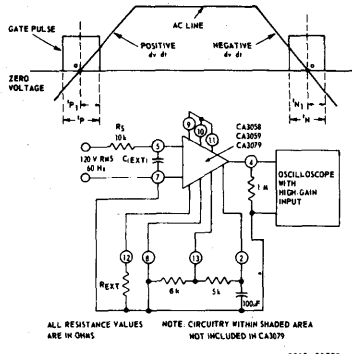 AC LINE
GATE PULSE
POSITIVE
dv dt
NEGATIVE
dv dt
ZERO
VOLTAGE
tP1
tP
tN1
tN
RS
10k
120 V RMS
60 Hz
C(EXT)
5
7
9
10
11
CA3058
CA3059
CA3079
4
1 M
OSCILLOSCOPE
WITH
HIGH-GAIN
INPUT
12
8
13
2
REXT
6 k
5 k
100µF
ALL RESISTANCE VALUES
ARE IN OHMS
NOTE: CIRCUITRY WITHIN SHADED AREA
NOT INCLUDED IN CA3079